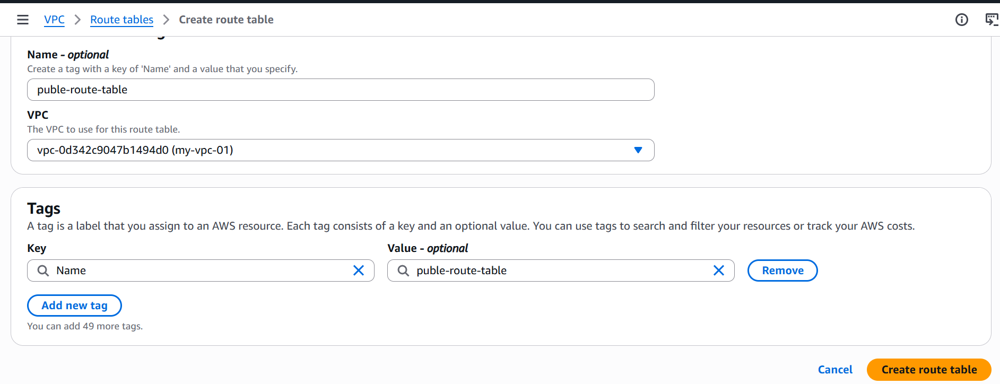 VPC > Route tables > Create route table
Name - optional
Create a tag with a key of 'Name' and a value that you specify.
puble-route-table
VPC
The VPC to use for this route table.
vpc-0d342c9047b1494d0 (my-vpc-01)
Tags
A tag is a label that you assign to an AWS resource. Each tag consists of a key and an optional value. You can use tags to search and filter your resources or track your AWS costs.
Key Value - optional
Name puble-route-table Remove
Add new tag
You can add 49 more tags.
Cancel Create route table